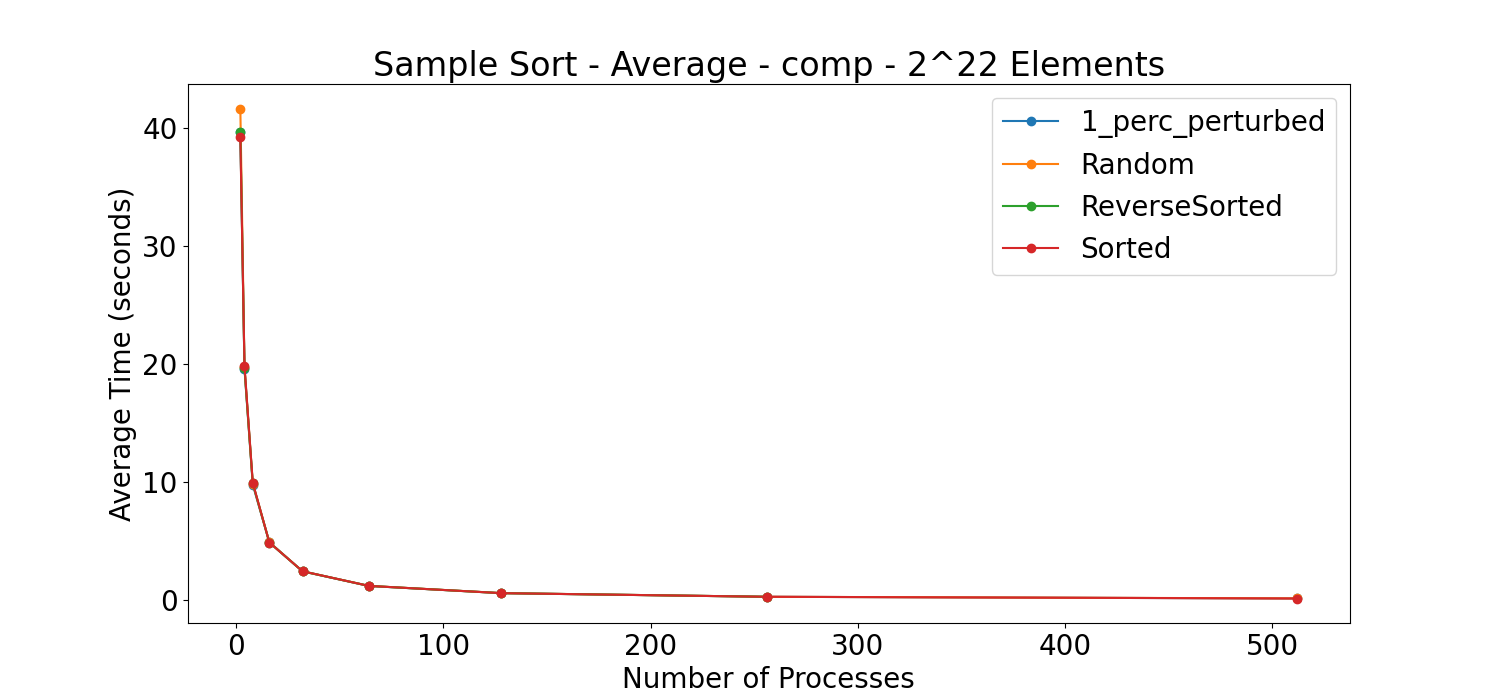 Sample Sort - Average - comp - 2^22 Elements
1_perc_perturbed
Random
ReverseSorted
Sorted
Average Time (seconds)
40
30
20
10
0
0 100 200 300 400 500
Number of Processes